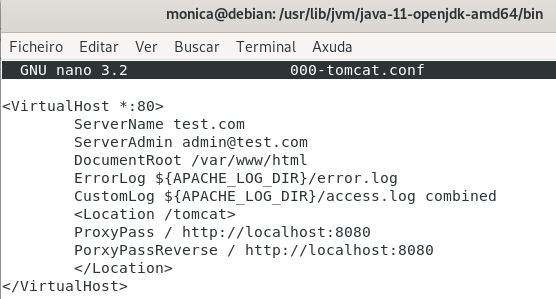 monica@debian: /usr/lib/jvm/java-11-openjdk-amd64/bin
Ficheiro Editar Ver Buscar Terminal Axuda
GNU nano 3.2 000-tomcat.conf
<VirtualHost *:80>
ServerName test.com
ServerAdmin admin@test.com
DocumentRoot /var/www/html
ErrorLog ${APACHE_LOG_DIR}/error.log
CustomLog ${APACHE_LOG_DIR}/access.log combined
<Location /tomcat>
ProxyPass / http://localhost:8080
PorxyPassReverse / http://localhost:8080
</Location>
</VirtualHost>